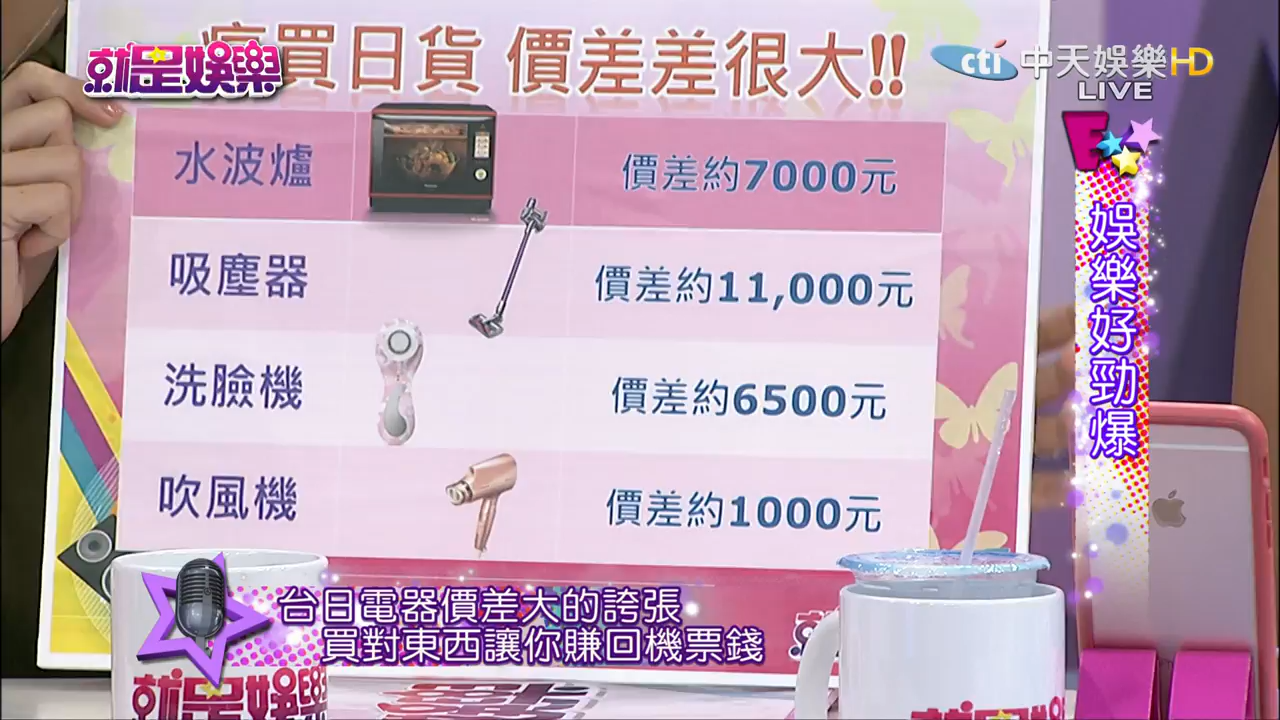 就是娛樂
買日貨 價差差很大!!
cti 中天娛樂HD
LIVE
水波爐
價差約7000元
吸塵器
價差約11,000元
洗臉機
價差約6500元
吹風機
價差約1000元
娛樂好勁爆
台日電器價差大的誇張
買對東西讓你賺回機票錢
就是娛樂